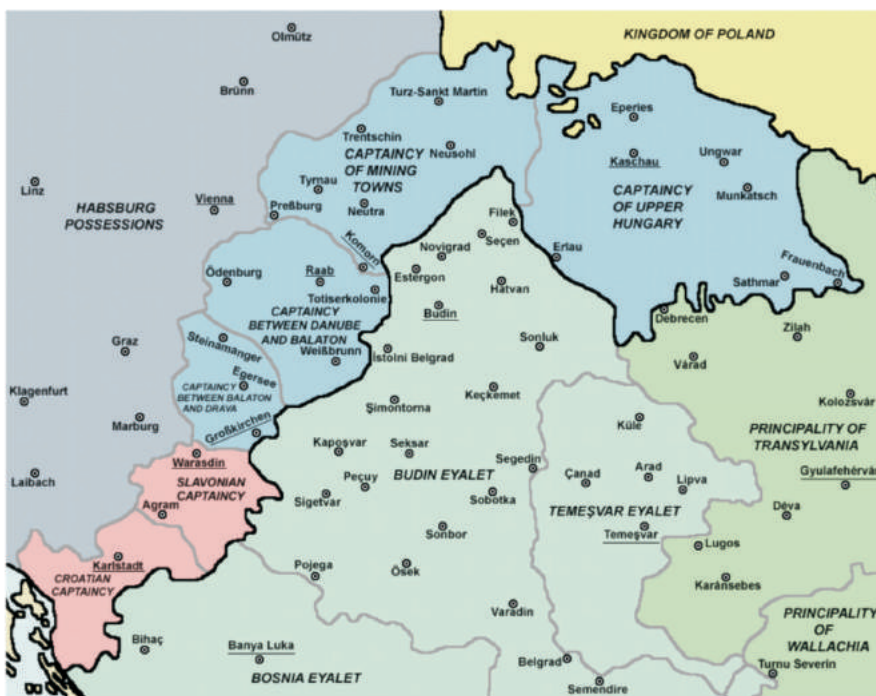 Olmütz
KINGDOM OF POLAND
Brünn
Turz-Sankt Martin
Eperies
Trentschin
Neusohl
CAPTAINCY
OF MINING
TOWNS
Kaschau
Ungwar
Linz
Tyrnau
Munkatsch
CAPTAINCY
OF UPPER
HUNGARY
Vienna
Preßburg
Neutra
HABSBURG
POSSESSIONS
Filek
Seçen
Komorn
Novigrad
Erlau
Estergon
Hatvan
Ödenburg
Raab
Totiserkolonie
Sathmar
Frauenbach
Budin
CAPTAINCY
BETWEEN DANUBE
AND BALATON
Debrecen
Zilah
Steinamanger
Graz
Weißbrunn
İstolni Belgrad
Sonluk
Várad
Egersee
CAPTAINCY
BETWEEN BALATON
AND DRAVA
Klagenfurt
Keçkemet
Kolozsvár
Şimontorna
Marburg
Großkirchen
Küle
PRINCIPALITY OF
TRANSYLVANIA
Warasdin
Kapoşvar
Seksar
Segedin
Laibach
SLAVONIAN
CAPTAINCY
Peçuy
BUDIN EYALET
Çanad
Arad
Lipva
Gyulafehérvár
Sigetvar
Sobotka
Agram
TEMEŞVAR EYALET
Déva
Sonbor
Temeşvar
Lugos
Karlstadt
CROATIAN
CAPTAINCY
Pojega
Ösek
Karánsebes
Varadin
PRINCIPALITY
OF
WALLACHIA
Bihaç
Banya Luka
Belgrad
Turnu Severin
BOSNIA EYALET
Semendire